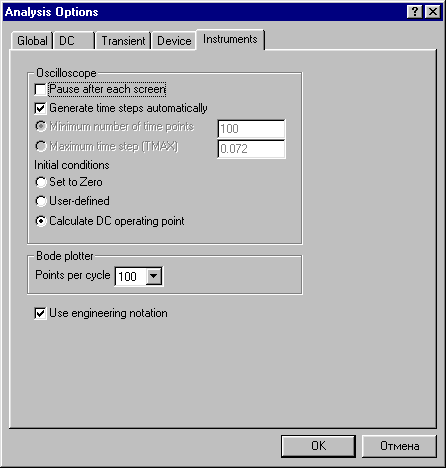 Analysis Options
Global DC Transient Device Instruments
Oscilloscope
Pause after each screen
Generate time steps automatically
Minimum number of time points 100
Maximum time step (TMAX) 0.072
Initial conditions
Set to Zero
User-defined
Calculate DC operating point
Bode plotter
Points per cycle 100
Use engineering notation
OK Отмена